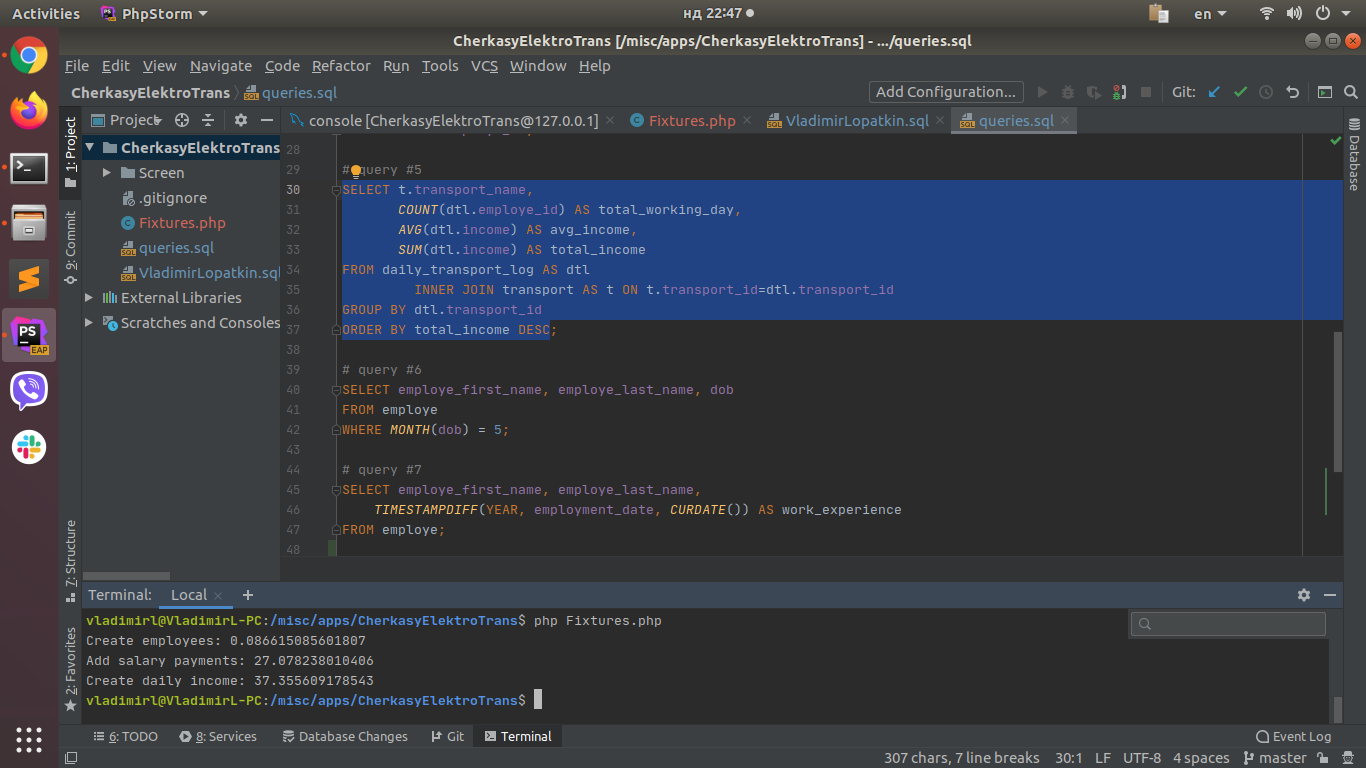 Activities PhpStorm нд 22:47 en
CherkasyElektroTrans [/misc/apps/CherkasyElektroTrans] - .../queries.sql
File Edit View Navigate Code Refactor Run Tools VCS Window Help
CherkasyElektroTrans queries.sql Add Configuration... Git:
1: Project
9: Commit
7: Structure
2: Favorites
Project
CherkasyElektroTrans
Screen
.gitignore
Fixtures.php
queries.sql
VladimirLopatkin.sql
External Libraries
Scratches and Consoles
console [CherkasyElektroTrans@127.0.0.1] Fixtures.php VladimirLopatkin.sql queries.sql
Database
28
29 # query #5
30 SELECT t.transport_name,
31 COUNT(dtl.employe_id) AS total_working_day,
32 AVG(dtl.income) AS avg_income,
33 SUM(dtl.income) AS total_income
34 FROM daily_transport_log AS dtl
35 INNER JOIN transport AS t ON t.transport_id=dtl.transport_id
36 GROUP BY dtl.transport_id
37 ORDER BY total_income DESC;
38
39 # query #6
40 SELECT employe_first_name, employe_last_name, dob
41 FROM employe
42 WHERE MONTH(dob) = 5;
43
44 # query #7
45 SELECT employe_first_name, employe_last_name,
46 TIMESTAMPDIFF(YEAR, employment_date, CURDATE()) AS work_experience
47 FROM employe;
48
Terminal: Local +
vladimirl@VladimirL-PC:/misc/apps/CherkasyElektroTrans$ php Fixtures.php
Create employees: 0.086615085601807
Add salary payments: 27.078238010406
Create daily income: 37.355609178543
vladimirl@VladimirL-PC:/misc/apps/CherkasyElektroTrans$
6: TODO 8: Services Database Changes Git Terminal Event Log
307 chars, 7 line breaks 30:1 LF UTF-8 4 spaces master
PS
EAP